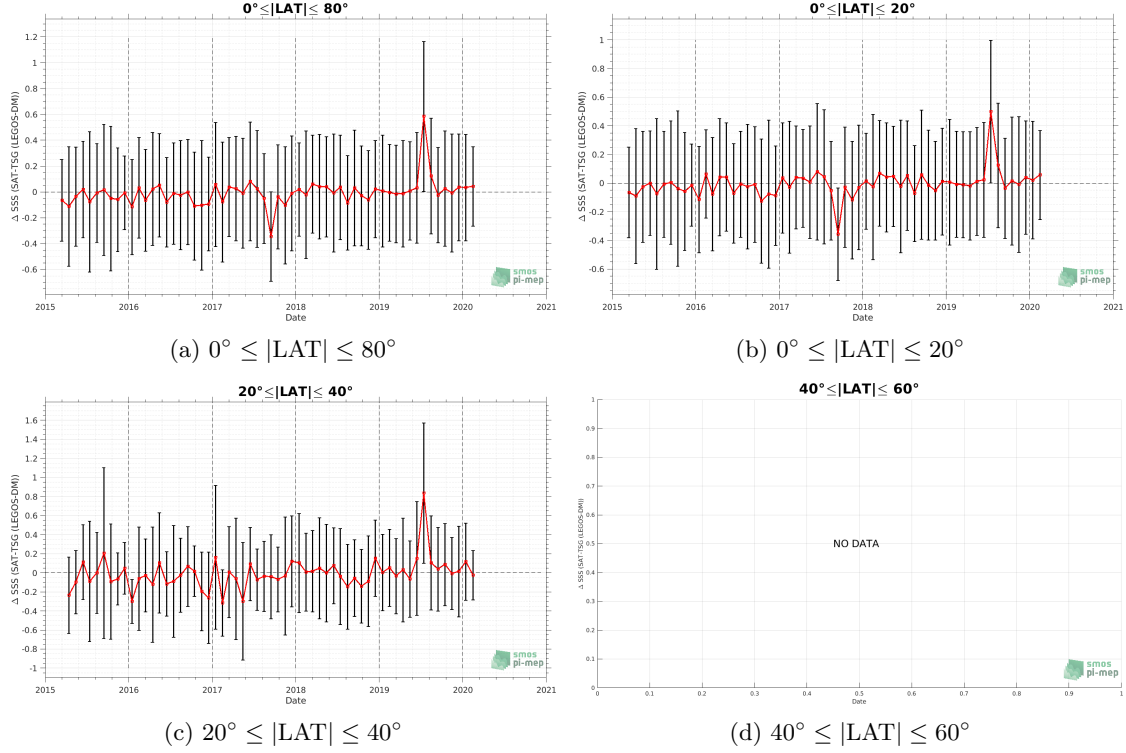 0°≤|LAT|≤ 80°
Δ SSS (SAT-TSG (LEGOS-DM))
1.2
1
0.8
0.6
0.4
0.2
0
-0.2
-0.4
-0.6
2015 2016 2017 2018 2019 2020 2021
Date
smos
pi-mep
(a) 0° ≤ |LAT| ≤ 80°
0°≤|LAT|≤ 20°
Δ SSS (SAT-TSG (LEGOS-DM))
1
0.8
0.6
0.4
0.2
0
-0.2
-0.4
-0.6
2015 2016 2017 2018 2019 2020 2021
Date
smos
pi-mep
(b) 0° ≤ |LAT| ≤ 20°
20°≤|LAT|≤ 40°
Δ SSS (SAT-TSG (LEGOS-DM))
1.6
1.4
1.2
1
0.8
0.6
0.4
0.2
0
-0.2
-0.4
-0.6
-0.8
-1
2015 2016 2017 2018 2019 2020 2021
Date
smos
pi-mep
(c) 20° ≤ |LAT| ≤ 40°
40°≤|LAT|≤ 60°
Δ SSS (SAT-TSG (LEGOS-DM))
1
0.9
0.8
0.7
0.6
0.5
0.4
0.3
0.2
0.1
0
NO DATA
0 0.1 0.2 0.3 0.4 0.5 0.6 0.7 0.8 0.9 1
Date
smos
pi-mep
(d) 40° ≤ |LAT| ≤ 60°